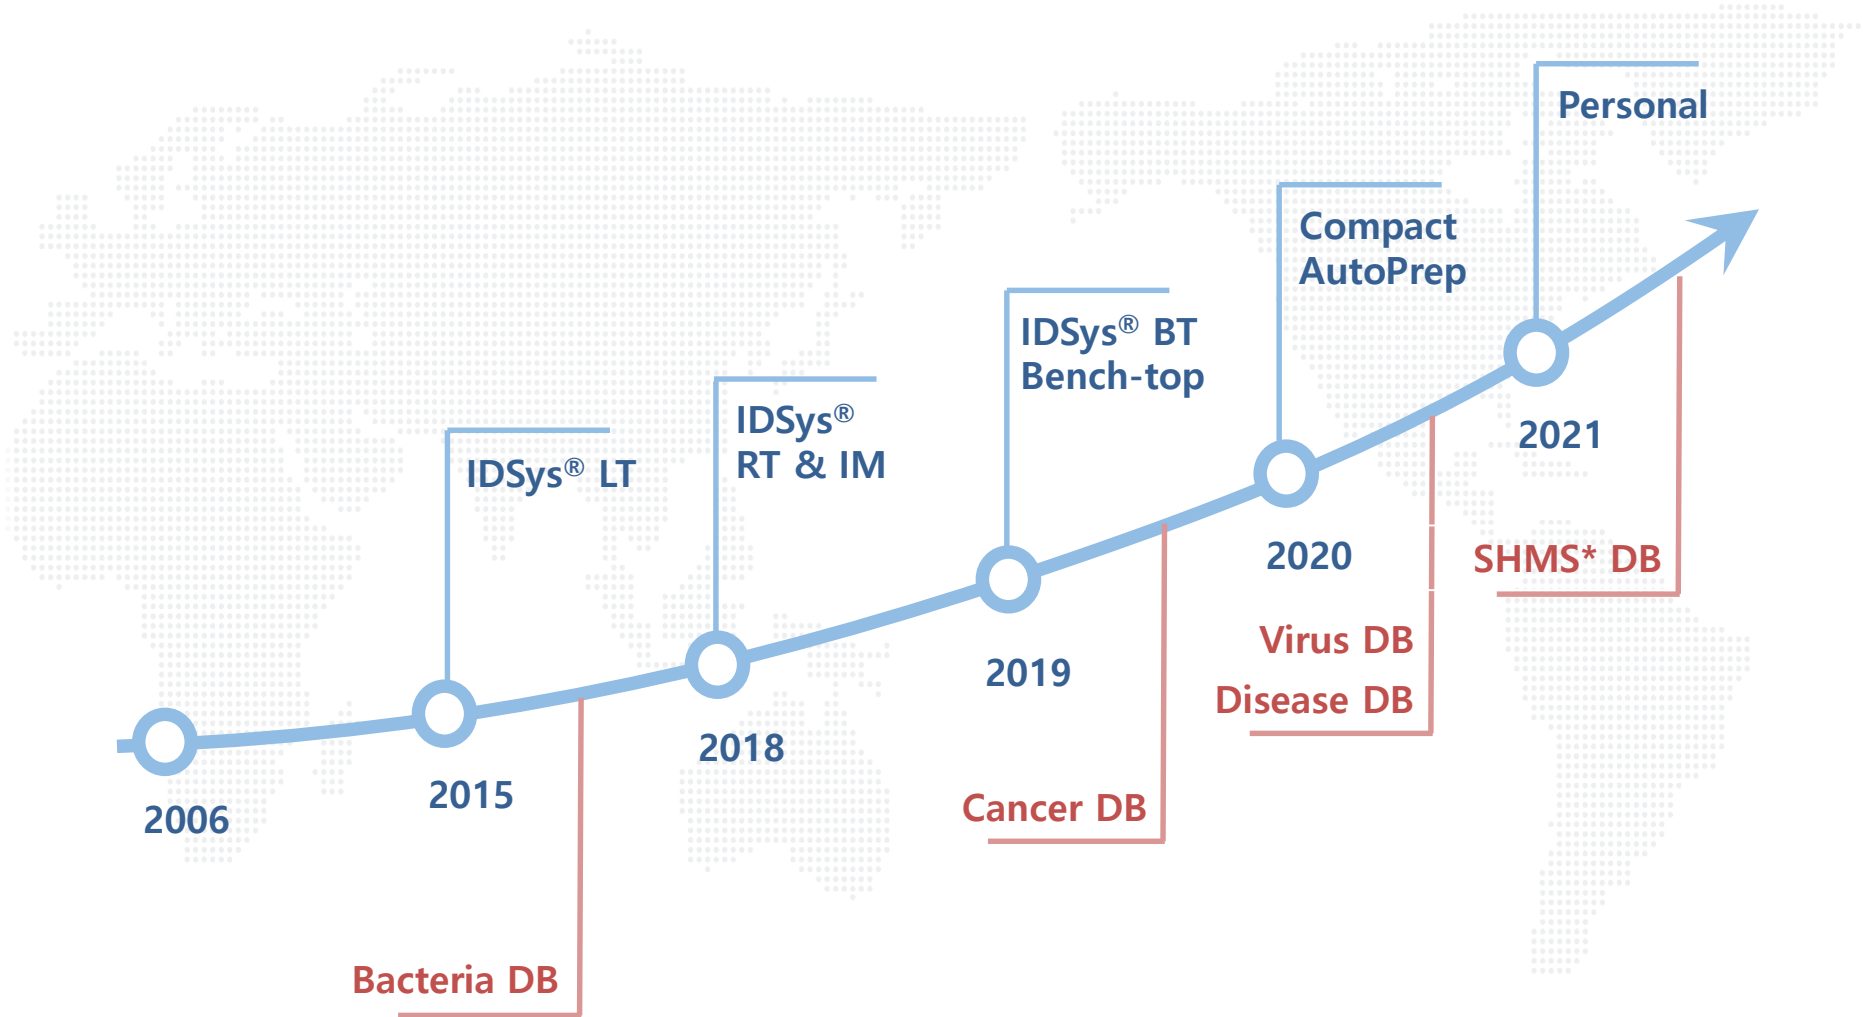 Personal
Compact
AutoPrep
IDSys® BT
Bench-top
IDSys®
RT & IM
IDSys® LT
2006
2015
2018
2019
2020
2021
Bacteria DB
Cancer DB
Virus DB
Disease DB
SHMS* DB